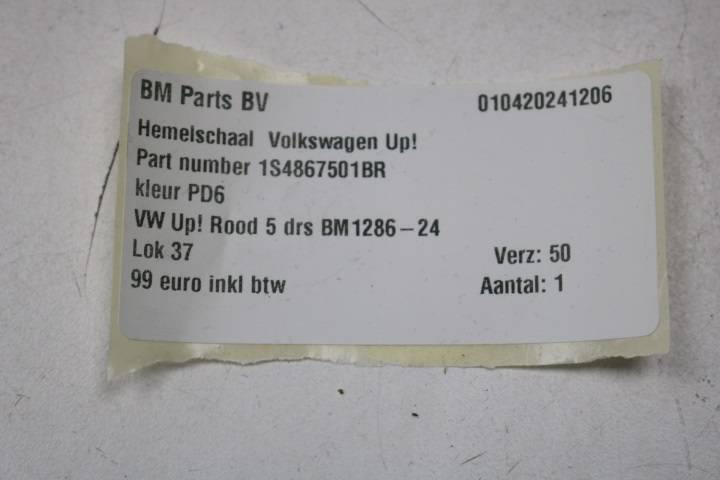 BM Parts BV 010420241206
Hemelschaal Volkswagen Up!
Part number 1S4867501BR
kleur PD6
VW Up! Rood 5 drs BM1286-24
Lok 37 Verz: 50
99 euro inkl btw Aantal: 1